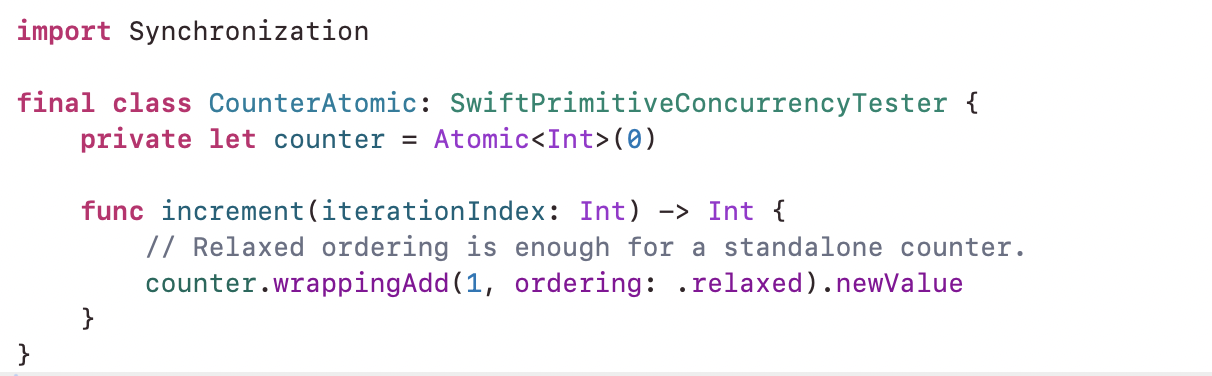 import Synchronization
final class CounterAtomic: SwiftPrimitiveConcurrencyTester {
private let counter = Atomic<Int>(0)
func increment(iterationIndex: Int) -> Int {
// Relaxed ordering is enough for a standalone counter.
counter.wrappingAdd(1, ordering: .relaxed).newValue
}
}